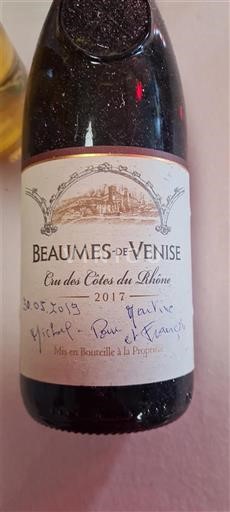 BEAUMES-DE-VENISE
Cru des Côtes du Rhône
2017
30.05.2019 Martine
Michel - Pour et François
Mis en Bouteille à la Propriété